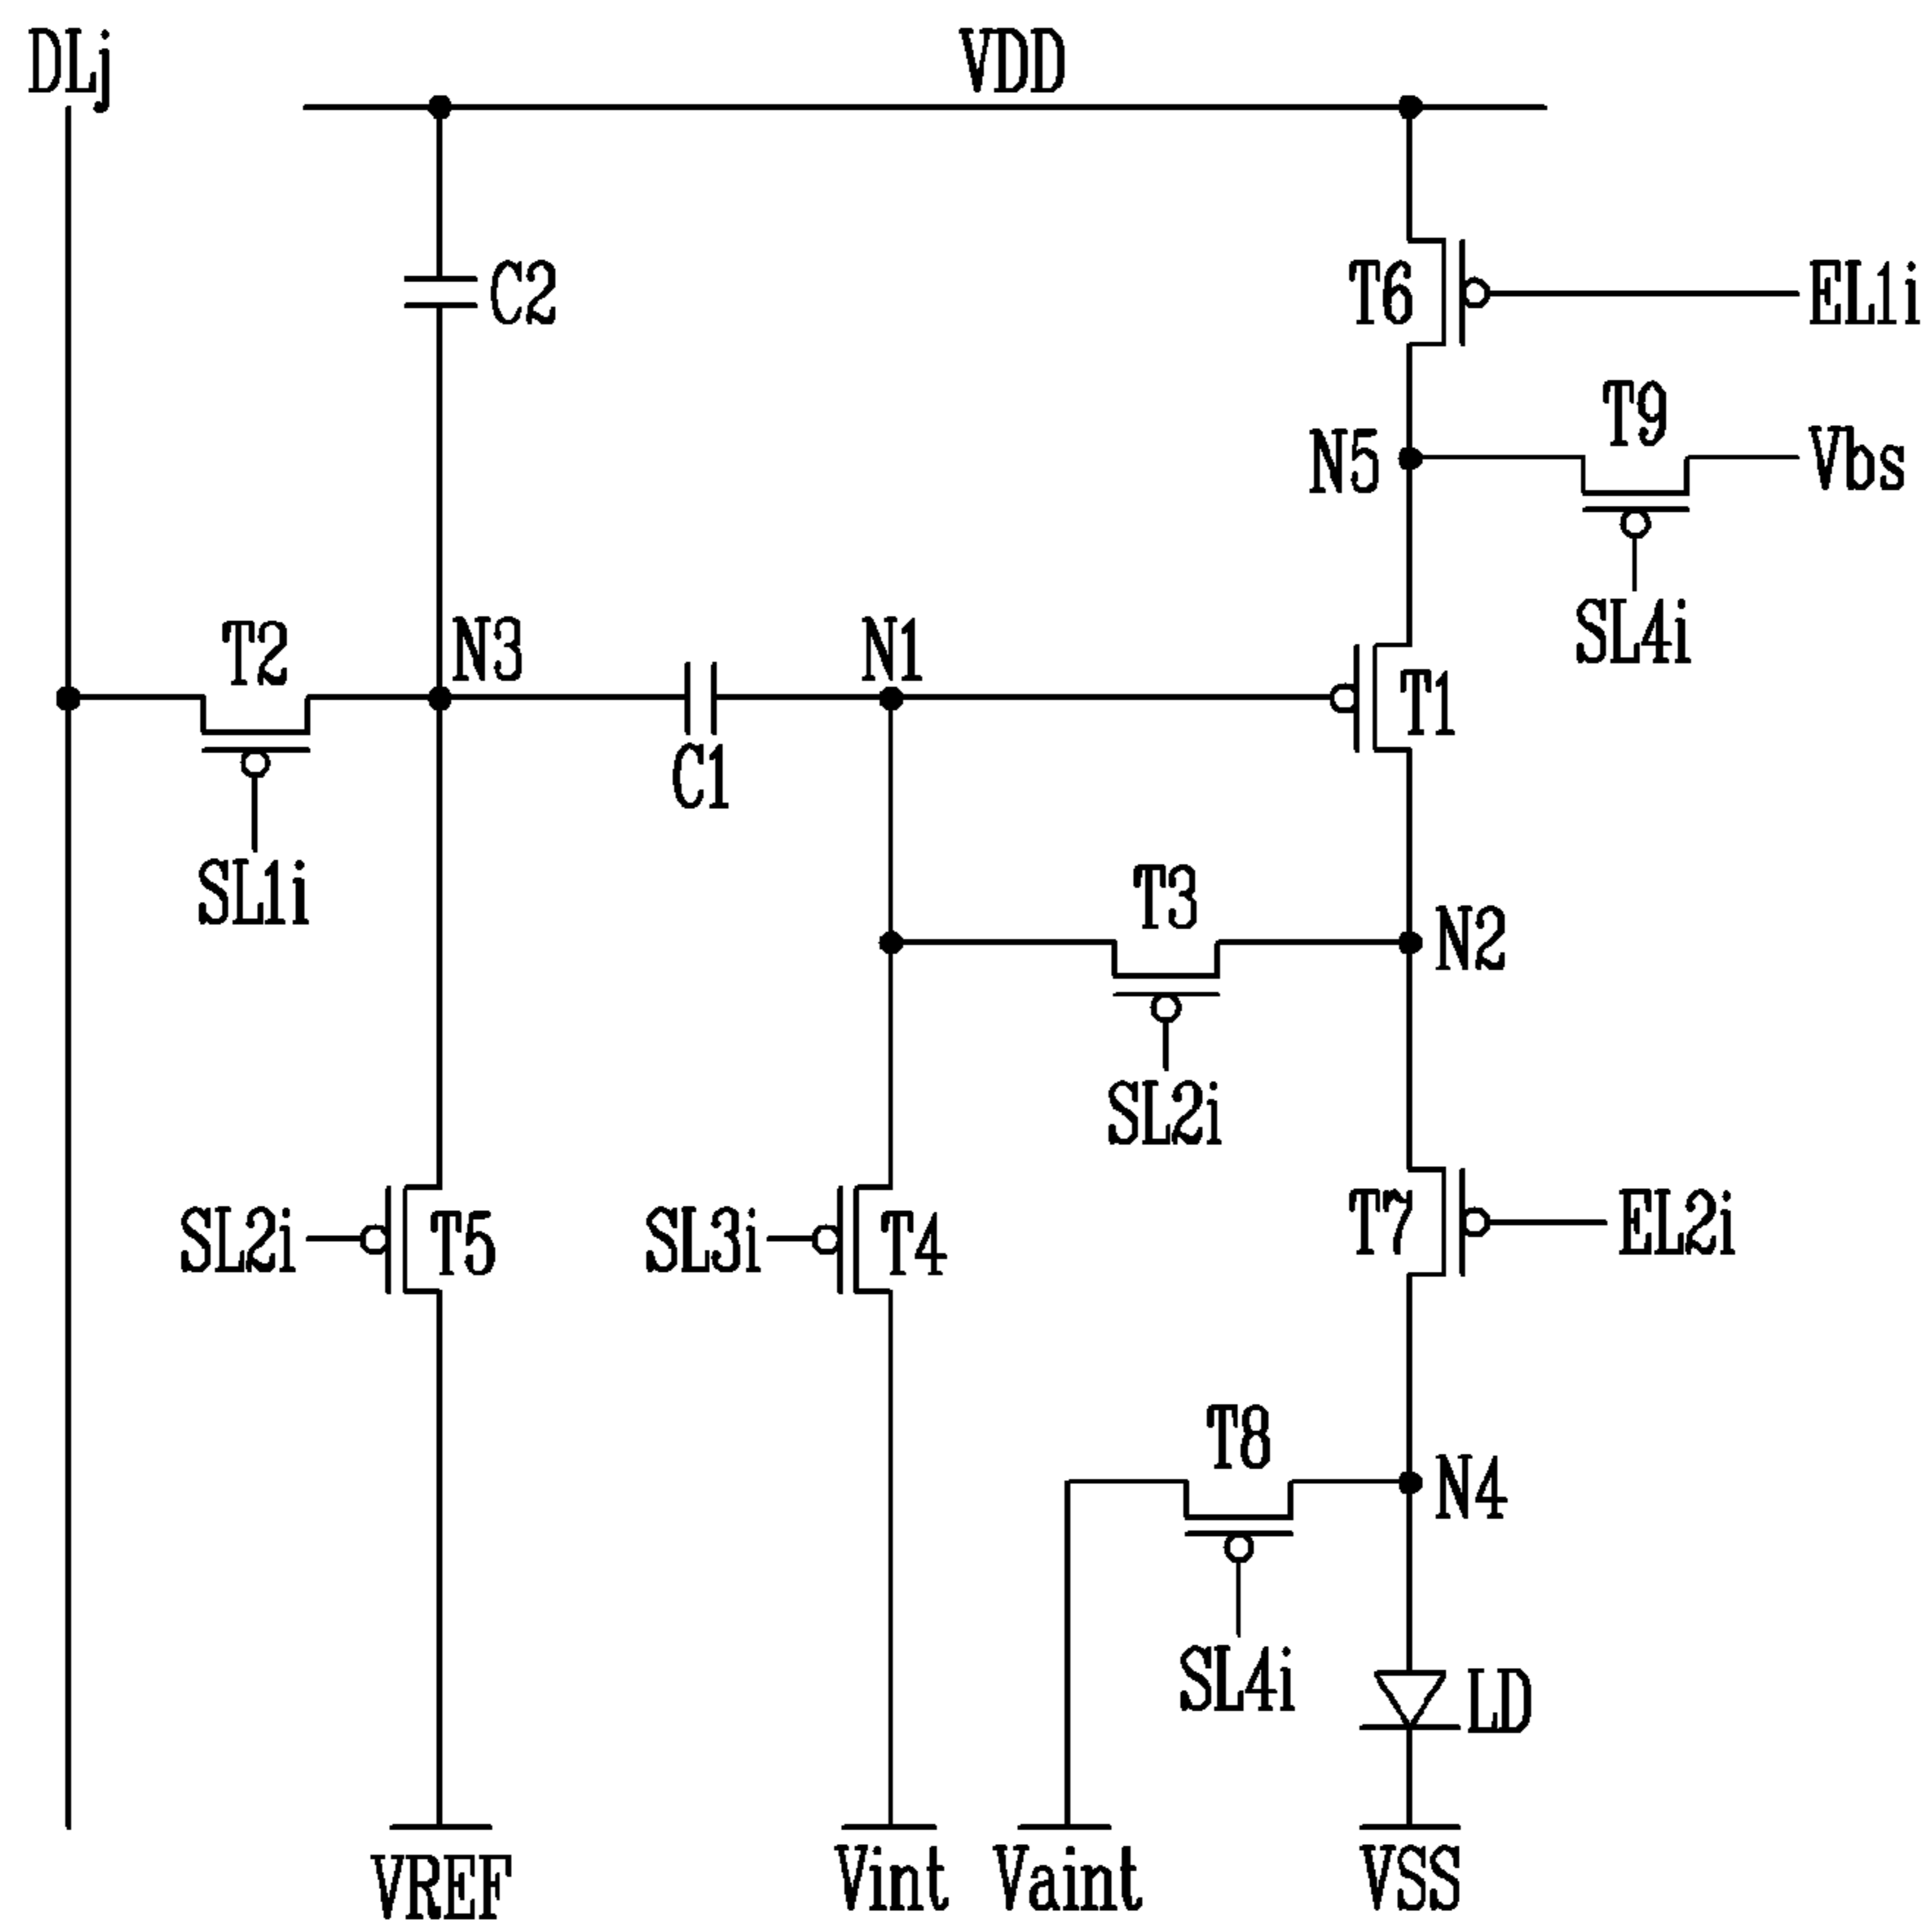 DLj
VDD
C2
T6
EL1i
T9
N5
Vbs
SL4i
T2
N3
N1
T1
C1
SL1i
T3
N2
SL2i
SL2i
T5
SL3i
T4
T7
EL2i
T8
N4
SL4i
LD
VREF
Vint
Vaint
VSS